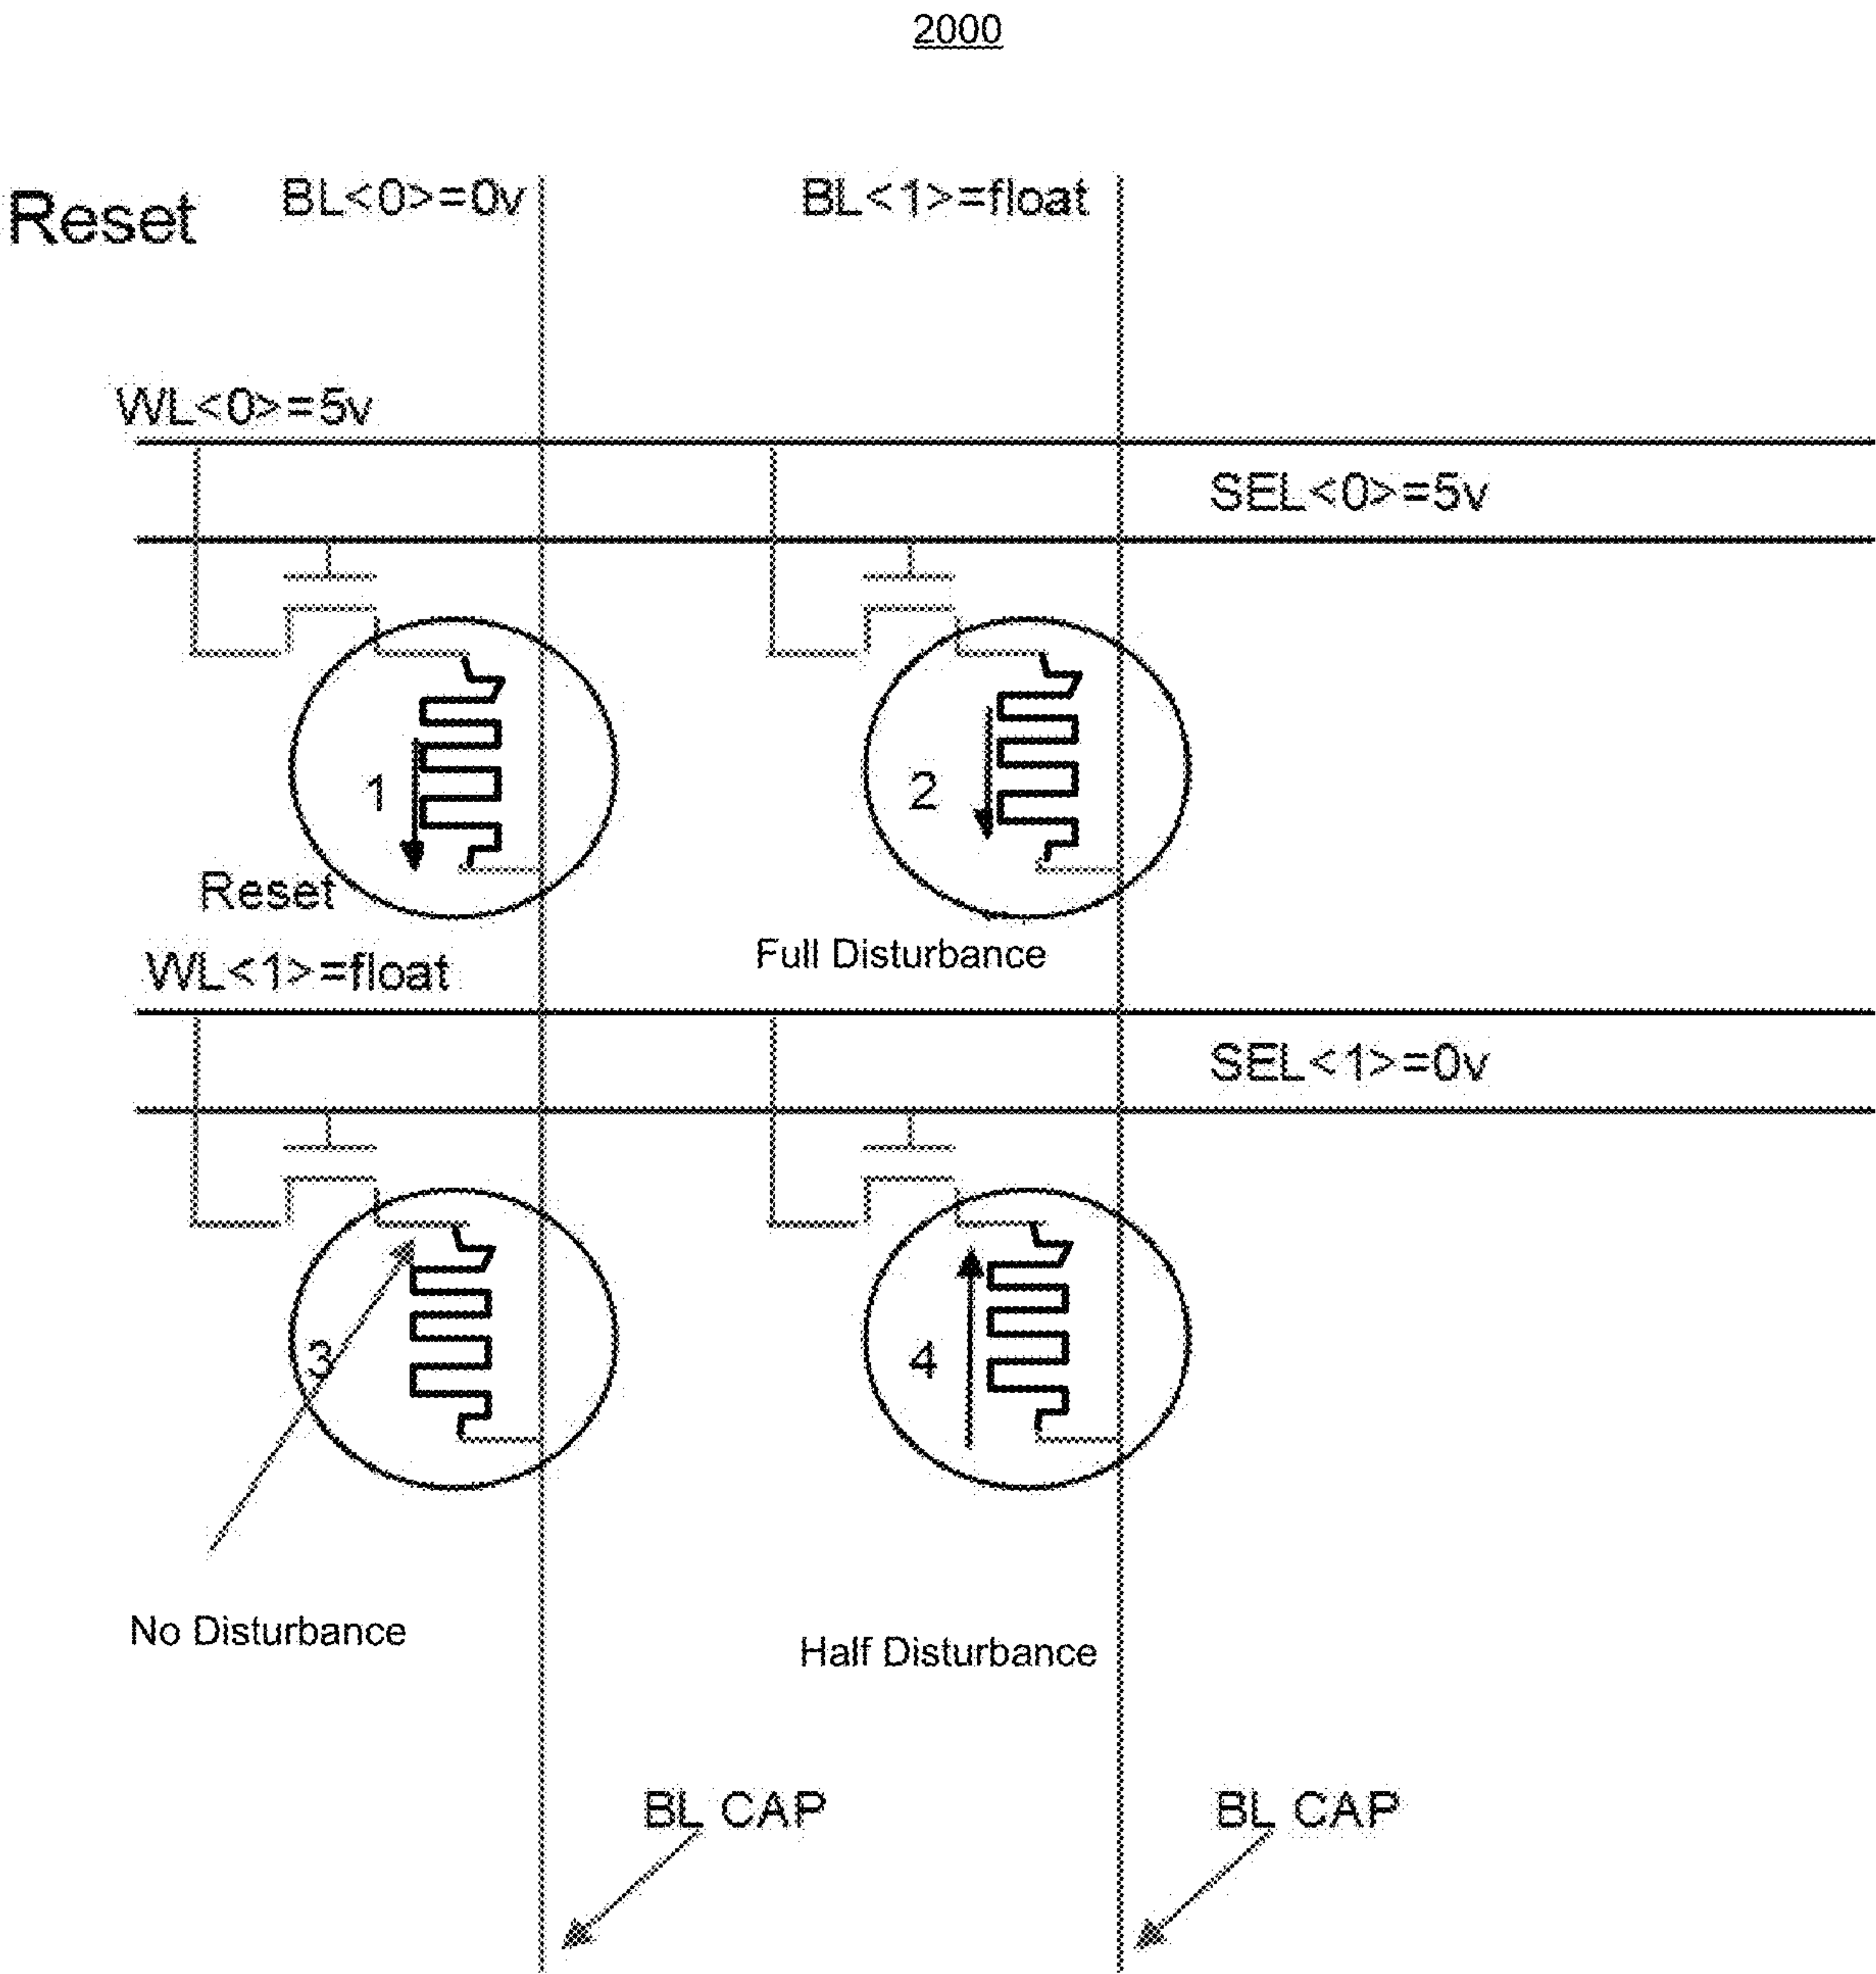 2000
Reset
BL<0>=0v
BL<1>=float
WL<0>=5v
SEL<0>=5v
1
2
Reset
Full Disturbance
WL<1>=float
SEL<1>=0v
3
4
No Disturbance
Half Disturbance
BL CAP
BL CAP